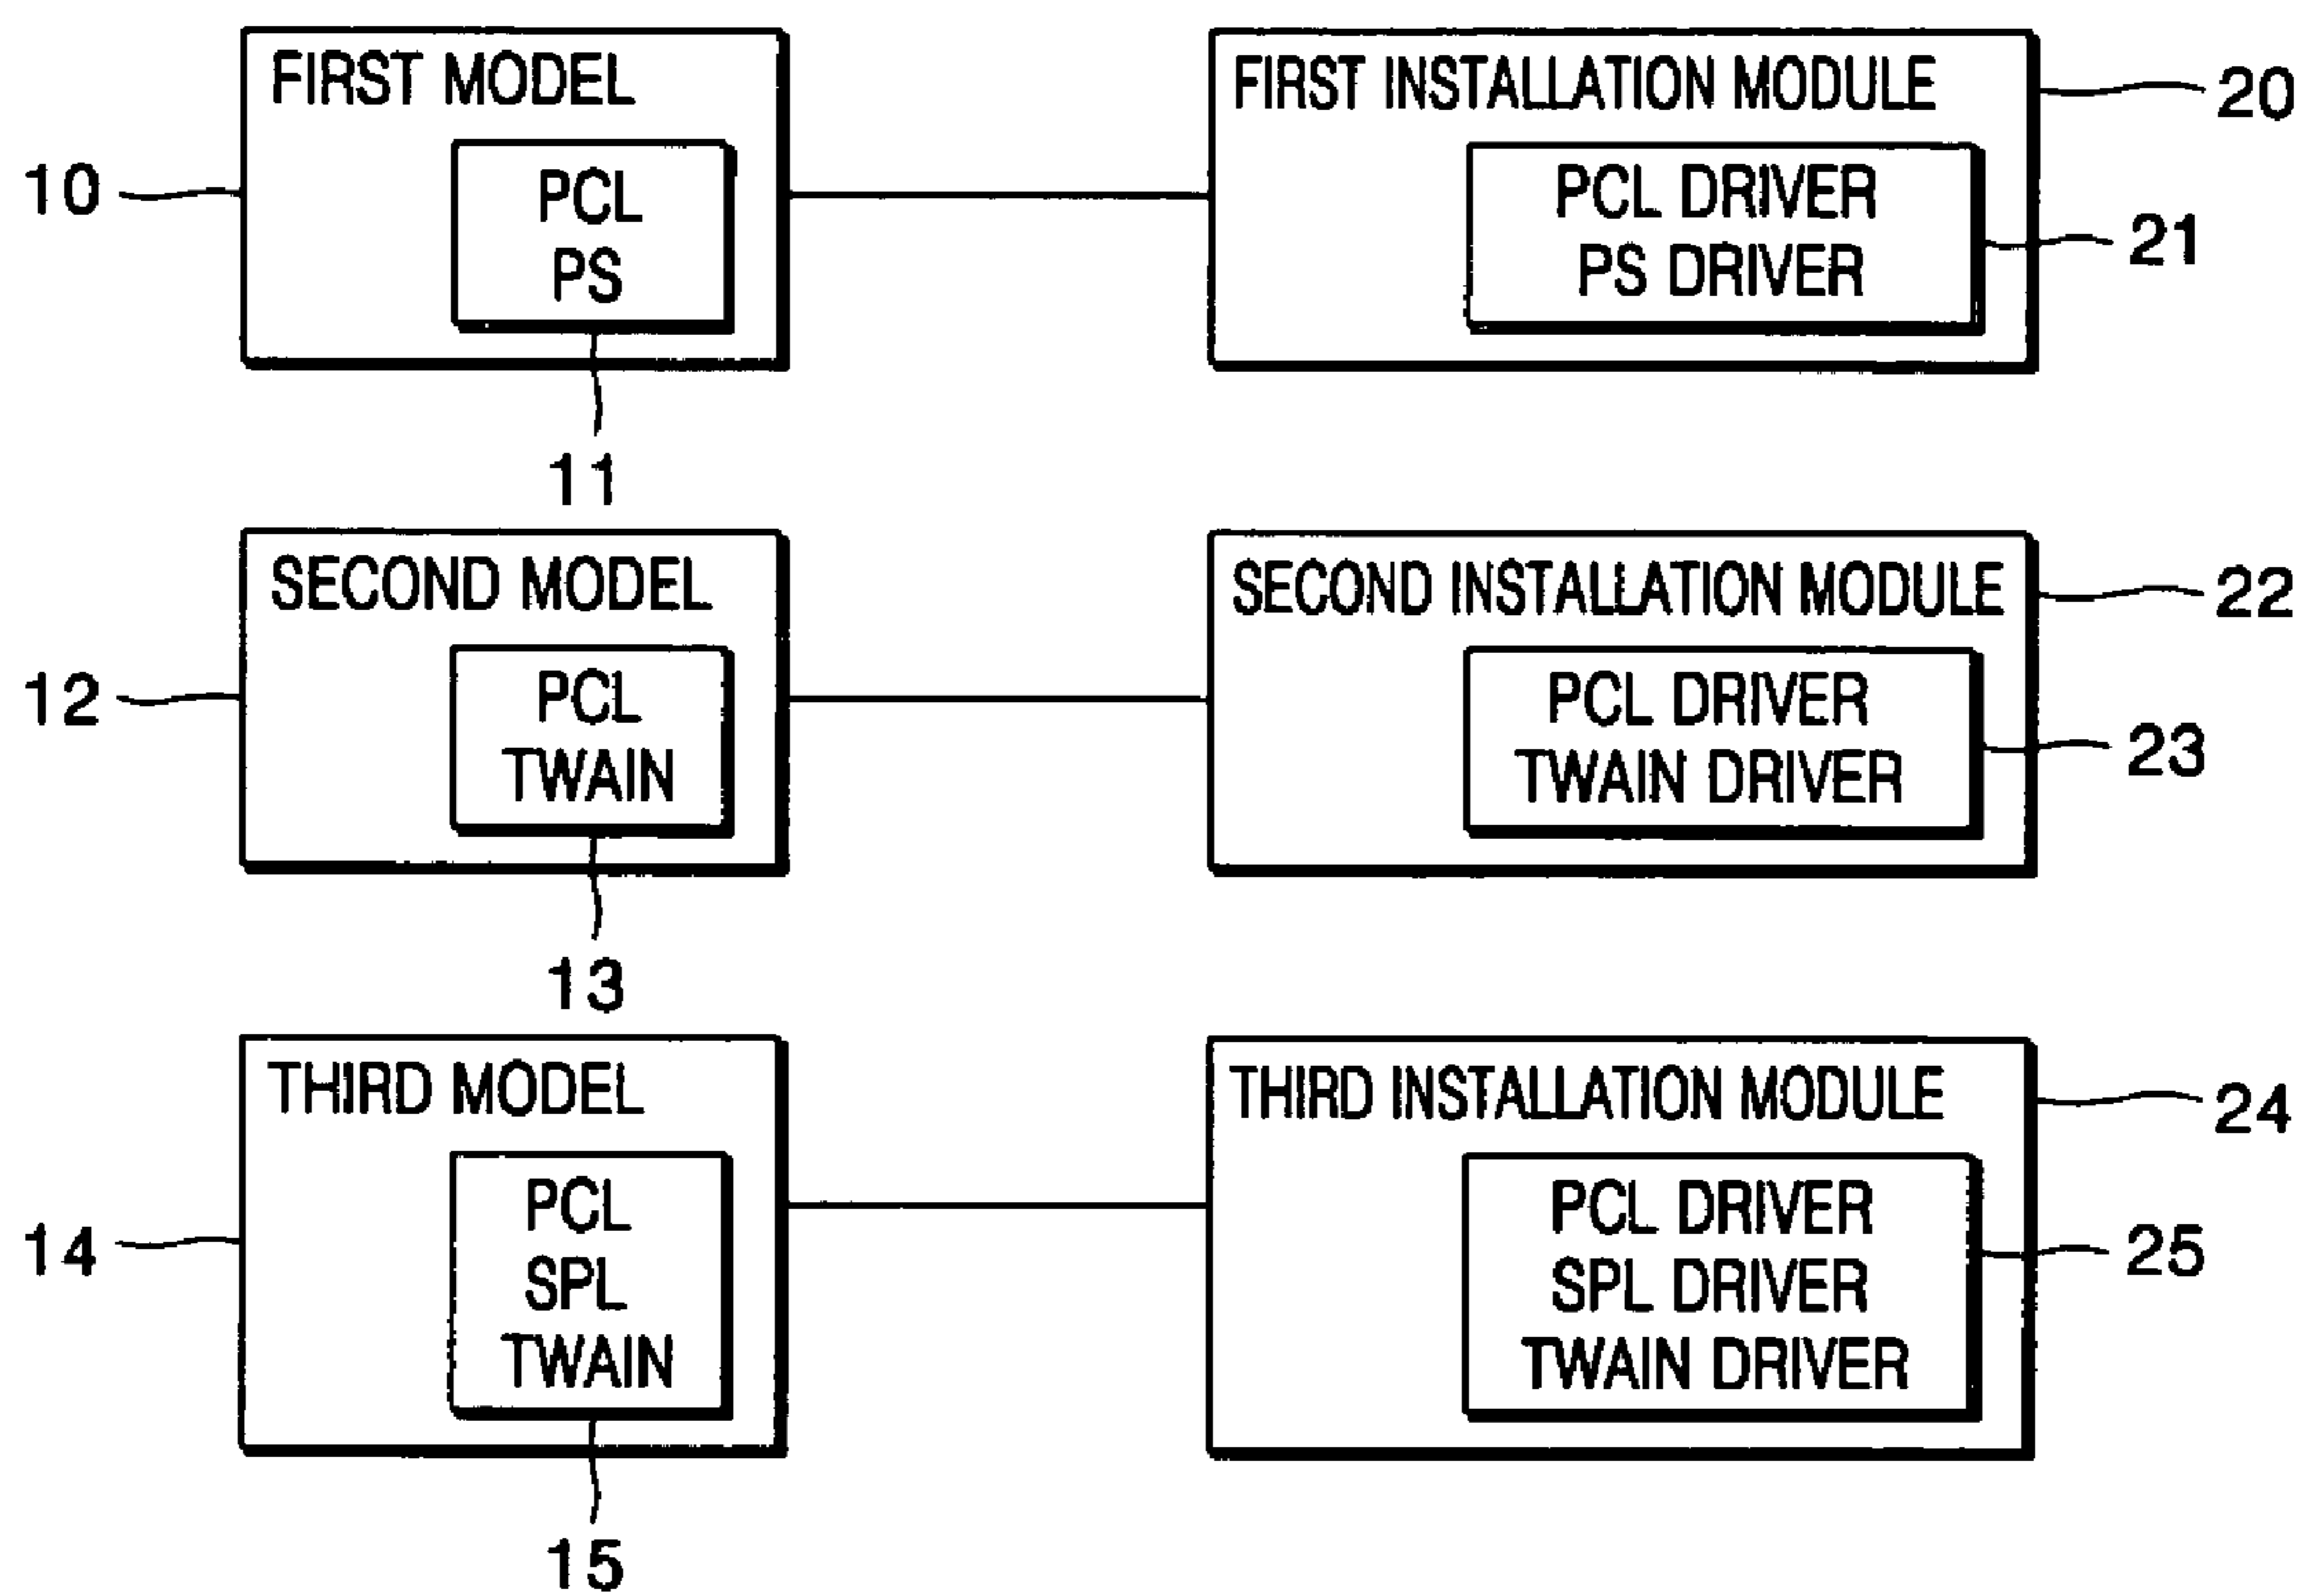 FIRST MODEL
PCL
PS
10
11
FIRST INSTALLATION MODULE
PCL DRIVER
PS DRIVER
20
21
SECOND MODEL
PCL
TWAIN
12
13
SECOND INSTALLATION MODULE
PCL DRIVER
TWAIN DRIVER
22
23
THIRD MODEL
PCL
SPL
TWAIN
14
15
THIRD INSTALLATION MODULE
PCL DRIVER
SPL DRIVER
TWAIN DRIVER
24
25